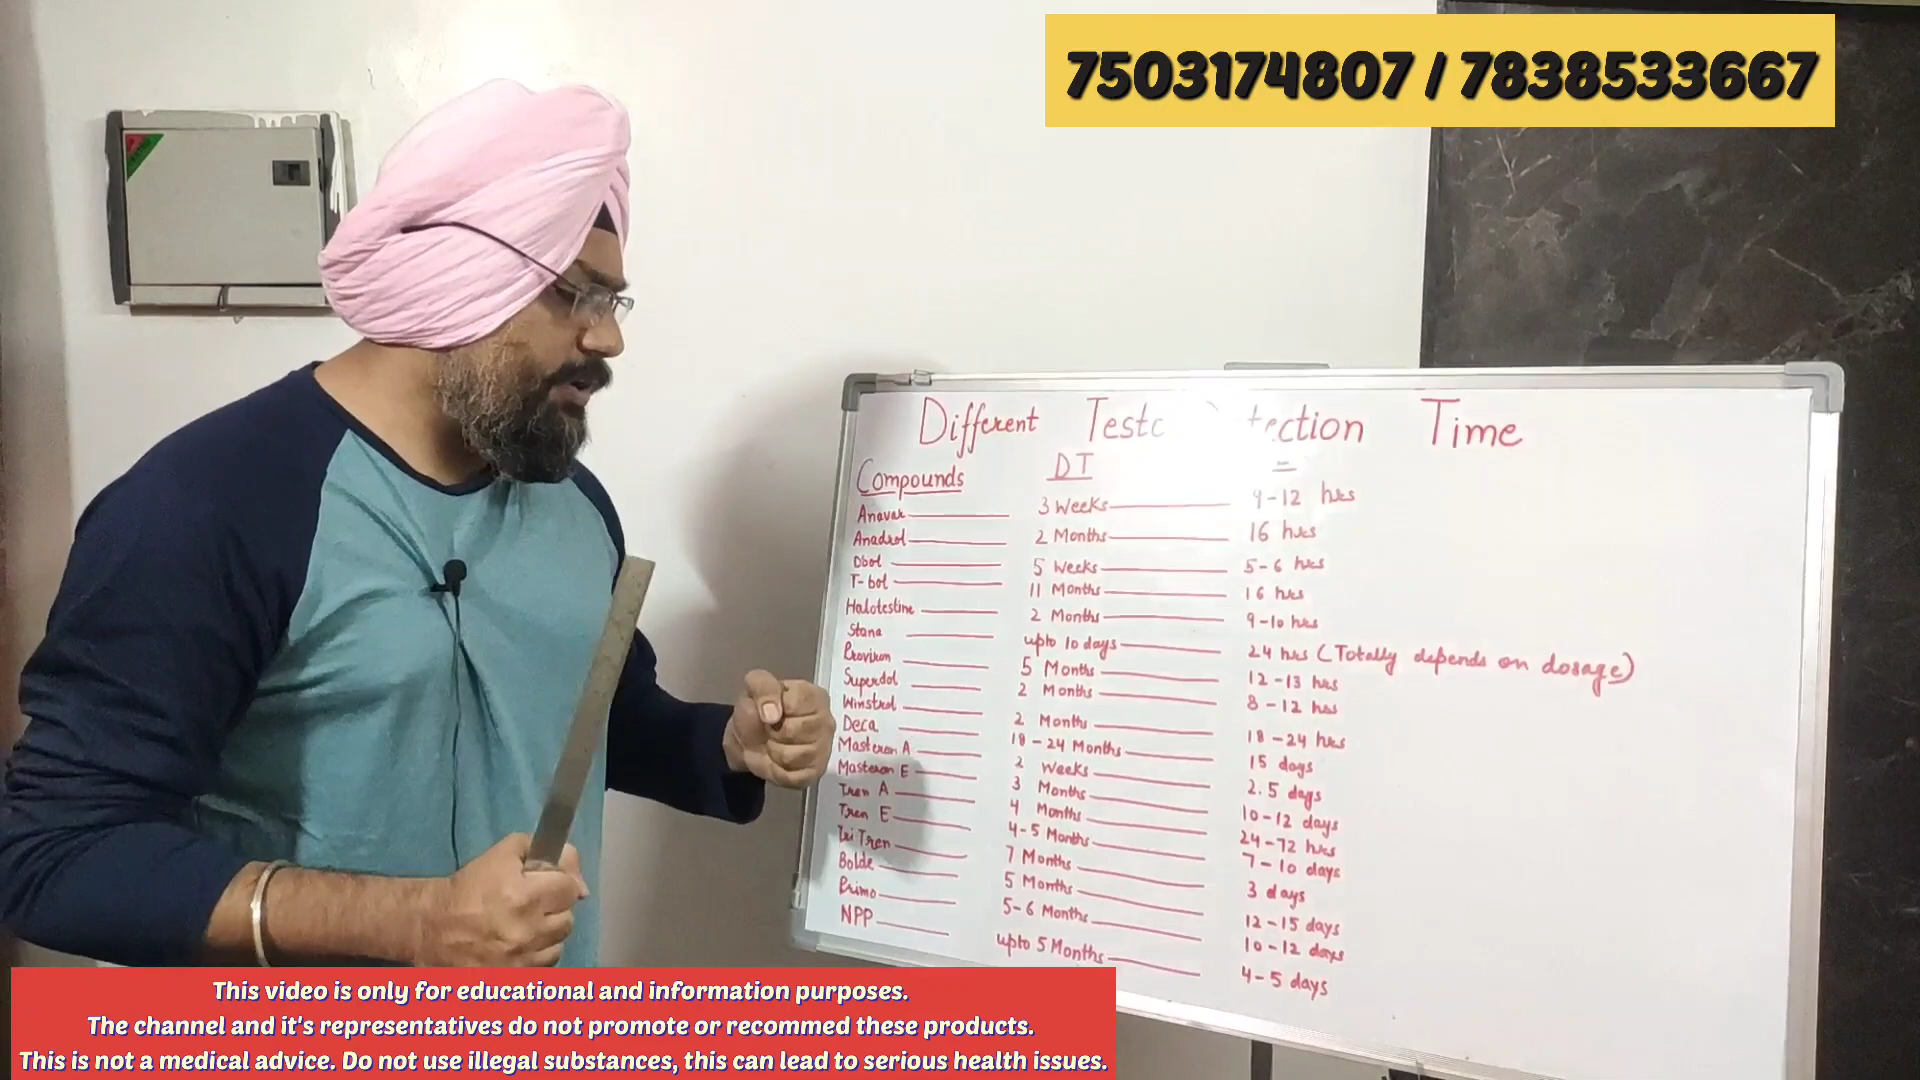 7503174807 / 7838533667
Different Time
Compounds DT
Anavar 3 Weeks 9-12 hrs
Anadrol 2 Months 16 hrs
Dbol 5 Weeks 5-6 hrs
T-bol 11 Months 16 hrs
Halotestine 2 Months 9-10 hrs
Stana upto 10 days 24 hrs (Totally depends on dosage)
Proviron 5 Months 12-13 hrs
Superdol 2 Months 8-12 hrs
Winstrol 2 Months 18-24 hrs
Deca 18-24 Months 15 days
Masteron A 2 Weeks 2.5 days
Masteron E 3 Months 10-12 days
Tren A 4 Months 24-72 hrs
Tren E 4-5 Months 7-10 days
Tri Tren 7 Months 3 days
Bolde 5 Months 12-15 days
Primo 5-6 Months 10-12 days
NPP upto 5 Months 4-5 days
This video is only for educational and information purposes.
The channel and it's representatives do not promote or recommed these products.
This is not a medical advice. Do not use illegal substances, this can lead to serious health issues.